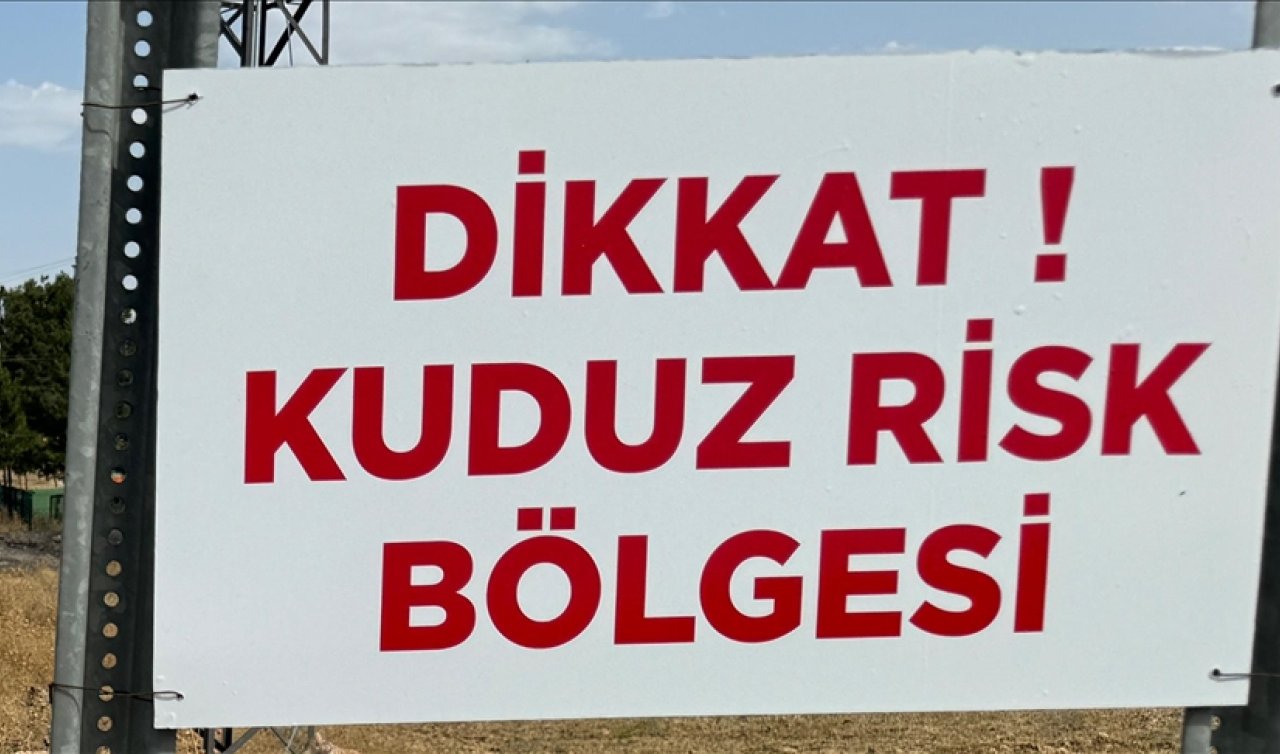 DİKKAT !
KUDUZ RİSK
BÖLGESİ